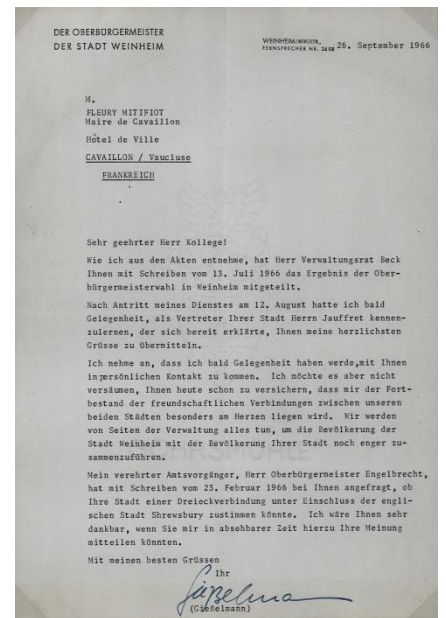 DER OBERBÜRGERMEISTER
DER STADT WEINHEIM
WEINHEIM/BERGSTR.,
FERNSPRECHER NR. 2608
26. September 1966
M.
FLEURY MITIFIOT
Maire de Cavaillon
Hôtel de Ville
CAVAILLON / Vaucluse
FRANKREICH
Sehr geehrter Herr Kollege!
Wie ich aus den Akten entnehme, hat Herr Verwaltungsrat Beck
Ihnen mit Schreiben vom 13. Juli 1966 das Ergebnis der Ober-
bürgermeisterwahl in Weinheim mitgeteilt.
Nach Antritt meines Dienstes am 12. August hatte ich bald
Gelegenheit, als Vertreter Ihrer Stadt Herrn Jauffret kennen-
zulernen, der sich bereit erklärte, Ihnen meine herzlichsten
Grüsse zu übermitteln.
Ich nehme an, dass ich bald Gelegenheit haben werde,mit Ihnen
in persönlichen Kontakt zu kommen. Ich möchte es aber nicht
versäumen, Ihnen heute schon zu versichern, dass mir der Fort-
bestand der freundschaftlichen Verbindungen zwischen unseren
beiden Städten besonders am Herzen liegen wird. Wir werden
von Seiten der Verwaltung alles tun, um die Bevölkerung der
Stadt Weinheim mit der Bevölkerung Ihrer Stadt noch enger zu-
sammenzuführen.
Mein verehrter Amtsvorgänger, Herr Oberbürgermeister Engelbrecht,
hat mit Schreiben vom 23. Februar 1966 bei Ihnen angefragt, ob
Ihre Stadt einer Dreieckverbindung unter Einschluss der engli-
schen Stadt Shrewsbury zustimmen könnte. Ich wäre Ihnen sehr
dankbar, wenn Sie mir in absehbarer Zeit hierzu Ihre Meinung
mitteilen könnten.
Mit meinen besten Grüssen
Ihr
Gießelmann
(Gießelmann)